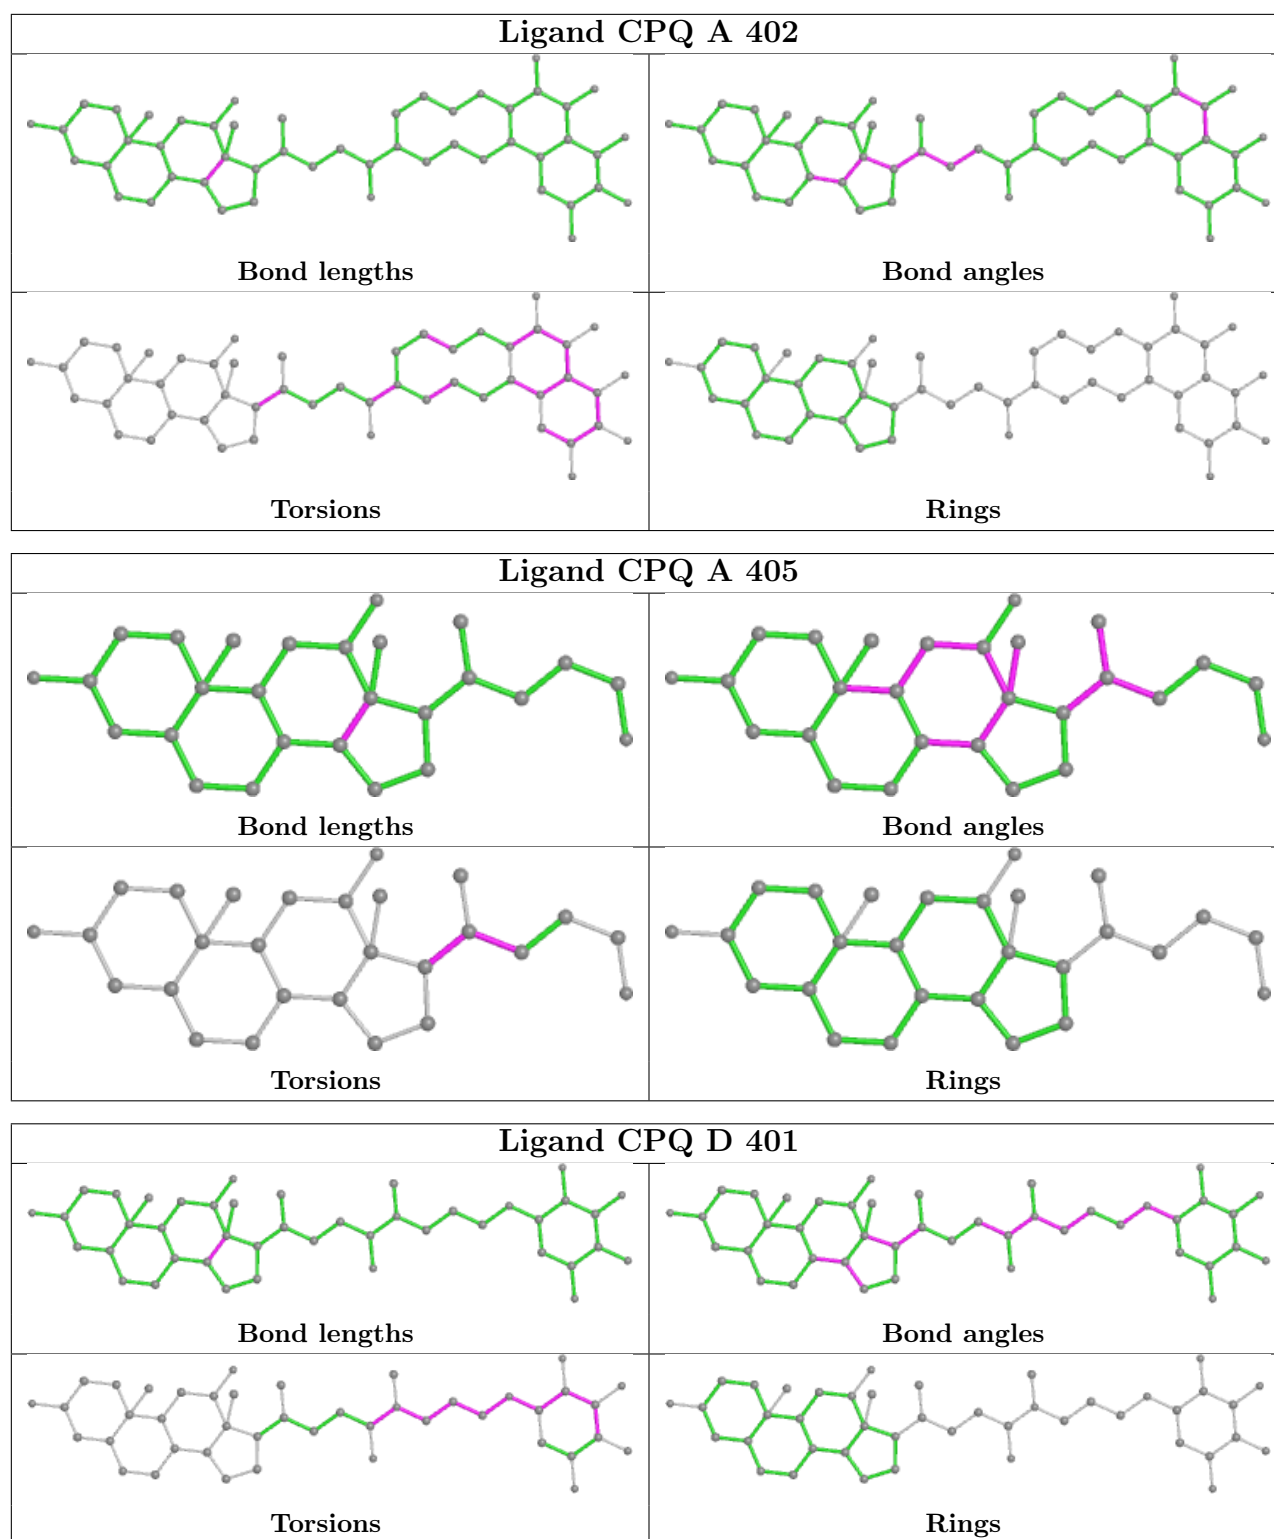 Ligand CPQ A 402
Bond lengths
Bond angles
Torsions
Rings
Ligand CPQ A 405
Bond lengths
Bond angles
Torsions
Rings
Ligand CPQ D 401
Bond lengths
Bond angles
Torsions
Rings